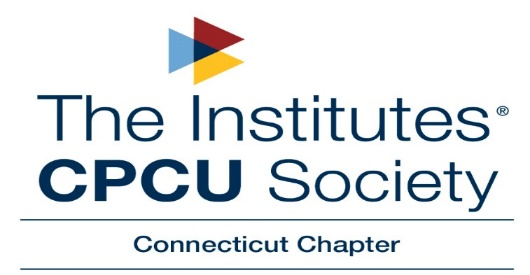 The Institutes®
CPCU Society
Connecticut Chapter